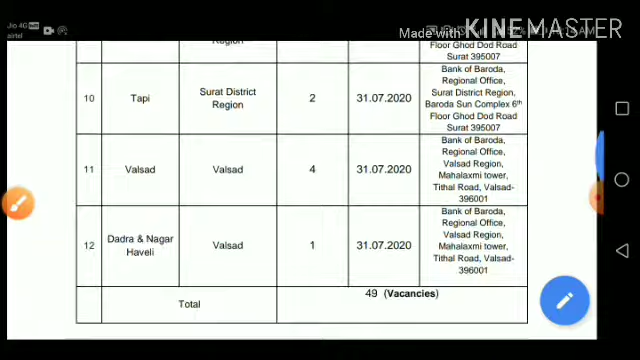 Jio 4G
airtel
Made with KINEMASTER
Region
Floor Ghod Dod Road
Surat 395007
10
Tapi
Surat District
Region
2
31.07.2020
Bank of Baroda,
Regional Office,
Surat District Region,
Baroda Sun Complex 6th
Floor Ghod Dod Road
Surat 395007
11
Valsad
Valsad
4
31.07.2020
Bank of Baroda,
Regional Office,
Valsad Region,
Mahalaxmi tower,
Tithal Road, Valsad-
396001
12
Dadra & Nagar
Haveli
Valsad
1
31.07.2020
Bank of Baroda,
Regional Office,
Valsad Region,
Mahalaxmi tower,
Tithal Road, Valsad-
396001
Total
49 (Vacancies)